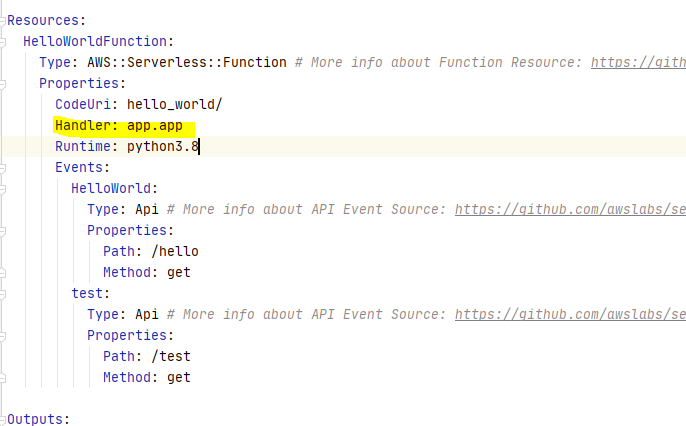 Resources:
HelloWorldFunction:
Type: AWS::Serverless::Function # More info about Function Resource: https://gith
Properties:
CodeUri: hello_world/
Handler: app.app
Runtime: python3.8
Events:
HelloWorld:
Type: Api # More info about API Event Source: https://github.com/awslabs/se
Properties:
Path: /hello
Method: get
test:
Type: Api # More info about API Event Source: https://github.com/awslabs/se
Properties:
Path: /test
Method: get
Outputs: